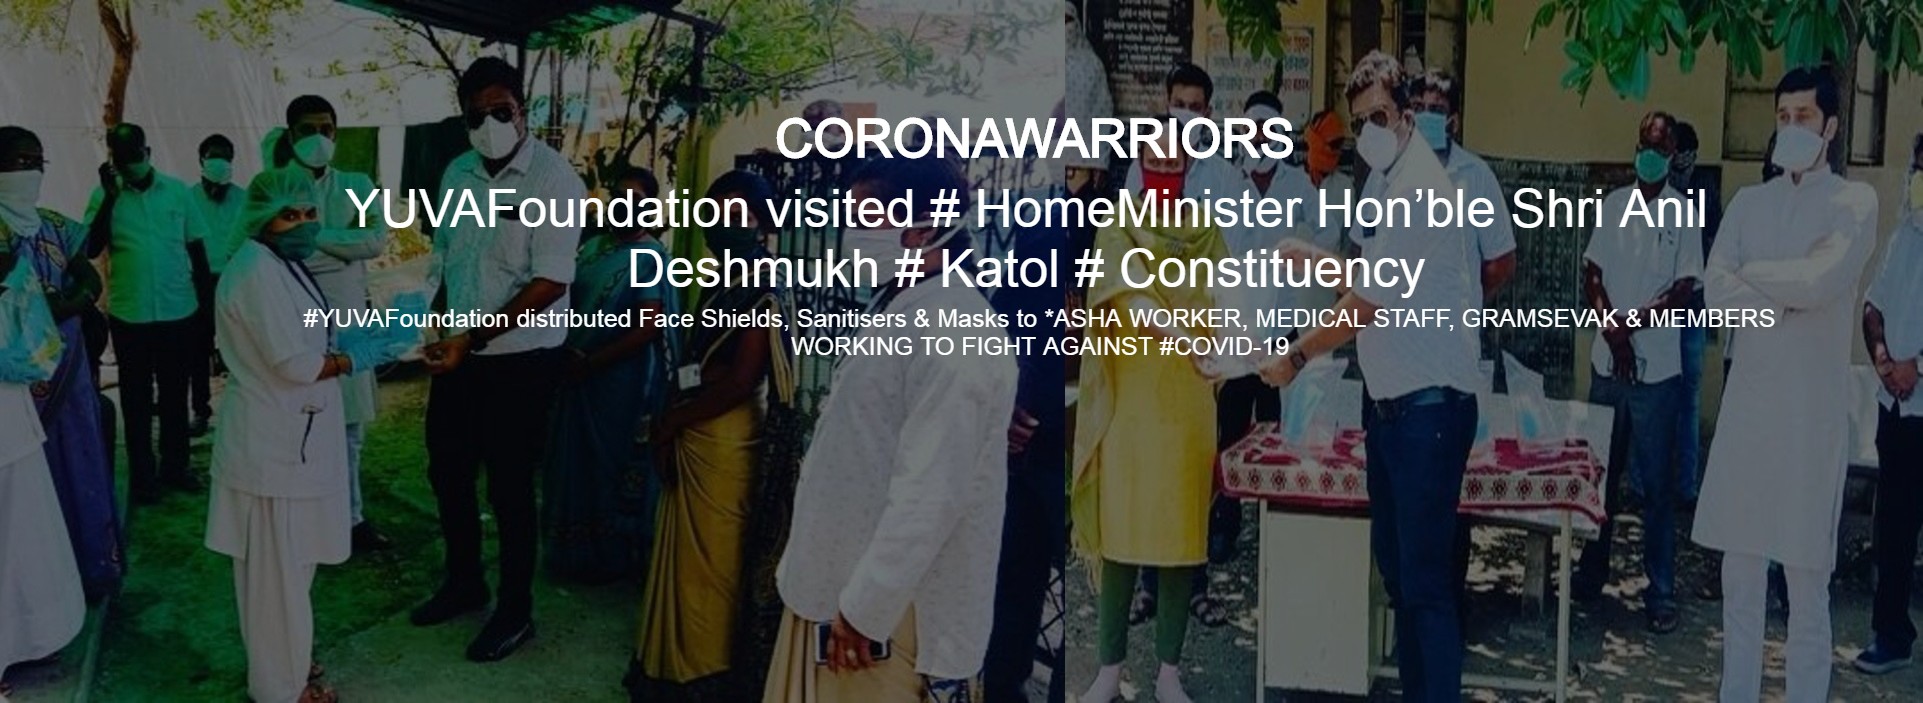 CORONAWARRIORS
YUVAFoundation visited # HomeMinister Hon’ble Shri Anil
Deshmukh # Katol # Constituency
#YUVAFoundation distributed Face Shields, Sanitisers & Masks to *ASHA WORKER, MEDICAL STAFF, GRAMSEVAK & MEMBERS
WORKING TO FIGHT AGAINST #COVID-19